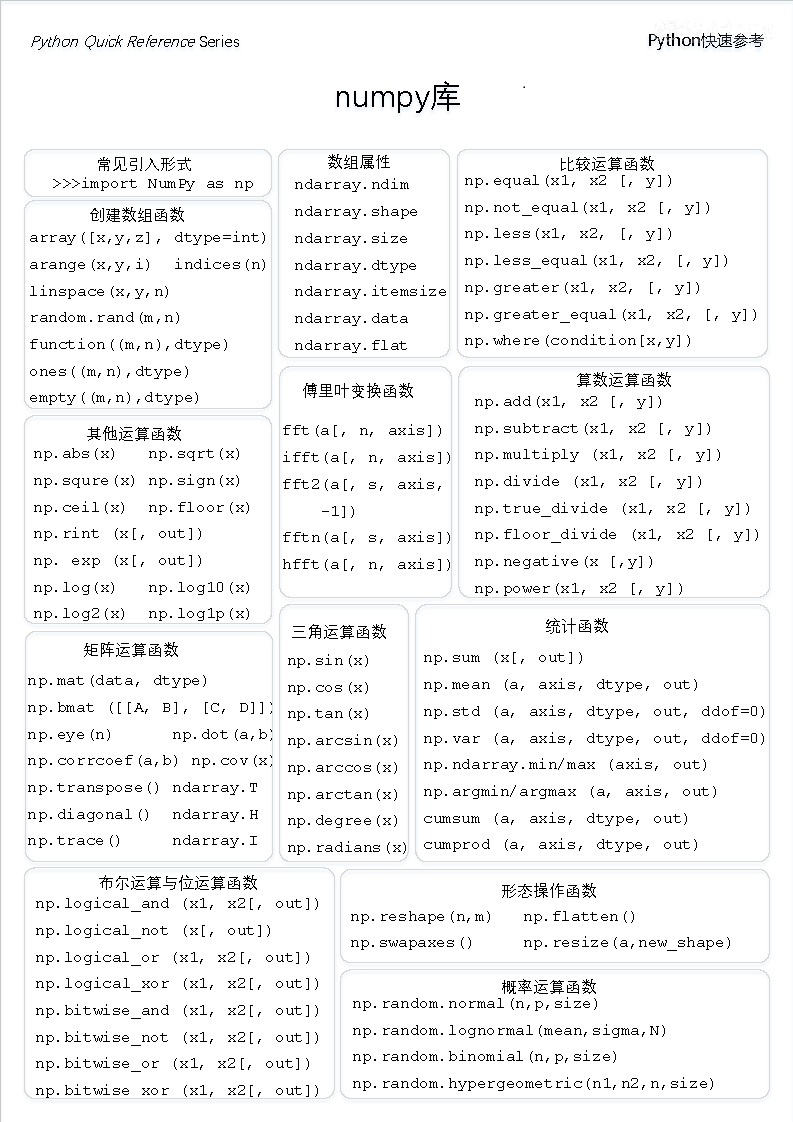 Python Quick Reference Series
Python快速参考
numpy库
常见引入形式
>>>import NumPy as np
创建数组函数
array([x,y,z], dtype=int)
arange(x,y,i) indices(n)
linspace(x,y,n)
random.rand(m,n)
function((m,n),dtype)
ones((m,n),dtype)
empty((m,n),dtype)
数组属性
ndarray.ndim
ndarray.shape
ndarray.size
ndarray.dtype
ndarray.itemsize
ndarray.data
ndarray.flat
比较运算函数
np.equal(x1, x2 [, y])
np.not_equal(x1, x2 [, y])
np.less(x1, x2, [, y])
np.less_equal(x1, x2, [, y])
np.greater(x1, x2, [, y])
np.greater_equal(x1, x2, [, y])
np.where(condition[x,y])
其他运算函数
np.abs(x) np.sqrt(x)
np.squre(x) np.sign(x)
np.ceil(x) np.floor(x)
np.rint (x[, out])
np. exp (x[, out])
np.log(x) np.log10(x)
np.log2(x) np.log1p(x)
傅里叶变换函数
fft(a[, n, axis])
ifft(a[, n, axis])
fft2(a[, s, axis,
-1])
fftn(a[, s, axis])
hfft(a[, n, axis])
算数运算函数
np.add(x1, x2 [, y])
np.subtract(x1, x2 [, y])
np.multiply (x1, x2 [, y])
np.divide (x1, x2 [, y])
np.true_divide (x1, x2 [, y])
np.floor_divide (x1, x2 [, y])
np.negative(x [,y])
np.power(x1, x2 [, y])
矩阵运算函数
np.mat(data, dtype)
np.bmat ([[A, B], [C, D]])
np.eye(n) np.dot(a,b)
np.corrcoef(a,b) np.cov(x)
np.transpose() ndarray.T
np.diagonal() ndarray.H
np.trace() ndarray.I
三角运算函数
np.sin(x)
np.cos(x)
np.tan(x)
np.arcsin(x)
np.arccos(x)
np.arctan(x)
np.degree(x)
np.radians(x)
统计函数
np.sum (x[, out])
np.mean (a, axis, dtype, out)
np.std (a, axis, dtype, out, ddof=0)
np.var (a, axis, dtype, out, ddof=0)
np.ndarray.min/max (axis, out)
np.argmin/argmax (a, axis, out)
cumsum (a, axis, dtype, out)
cumprod (a, axis, dtype, out)
布尔运算与位运算函数
np.logical_and (x1, x2[, out])
np.logical_not (x[, out])
np.logical_or (x1, x2[, out])
np.logical_xor (x1, x2[, out])
np.bitwise_and (x1, x2[, out])
np.bitwise_not (x1, x2[, out])
np.bitwise_or (x1, x2[, out])
np.bitwise xor (x1, x2[, out])
形态操作函数
np.reshape(n,m) np.flatten()
np.swapaxes() np.resize(a,new_shape)
概率运算函数
np.random.normal(n,p,size)
np.random.lognormal(mean,sigma,N)
np.random.binomial(n,p,size)
np.random.hypergeometric(n1,n2,n,size)